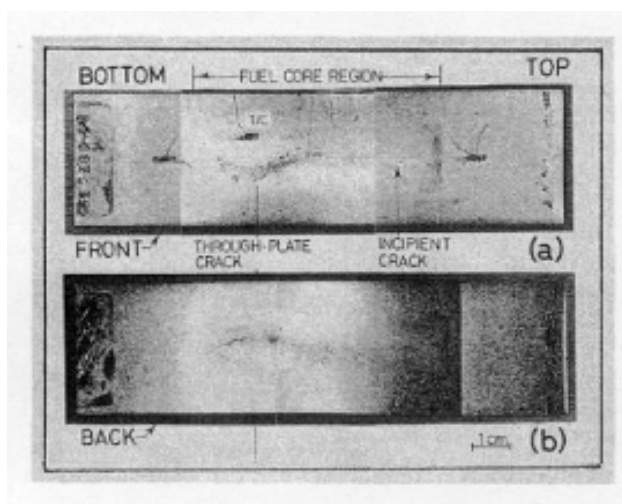 BOTTOM
FUEL CORE REGION
TOP
T/C
FRONT
THROUGH-PLATE
CRACK
INCIPIENT
CRACK
(a)
BACK
1cm
(b)